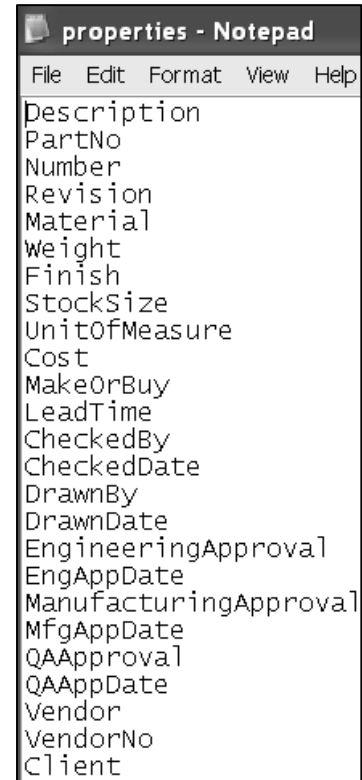 properties - Notepad
File Edit Format View Help
Description
PartNo
Number
Revision
Material
Weight
Finish
StockSize
UnitOfMeasure
Cost
MakeOrBuy
LeadTime
CheckedBy
CheckedDate
DrawnBy
DrawnDate
EngineeringApproval
EngAppDate
ManufacturingApproval
MfgAppDate
QAApproval
QAAppDate
Vendor
VendorNo
Client